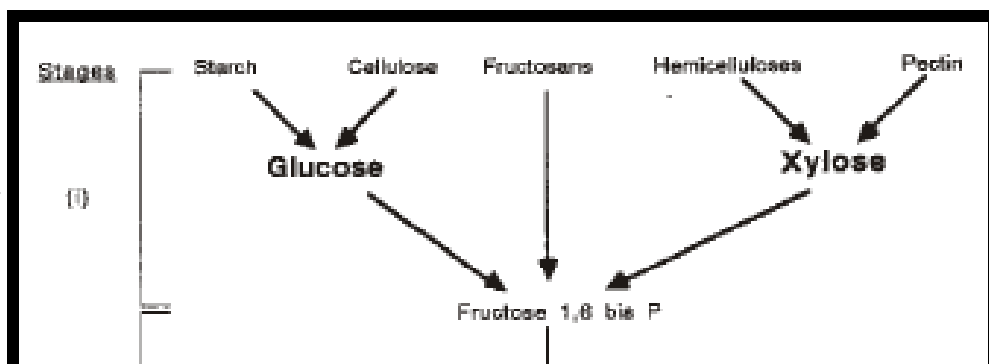 Stages Starch Cellulose Fructosans Hemicelluloses Pectin
Glucose Xylose
(i)
Fructose 1,6 bis P